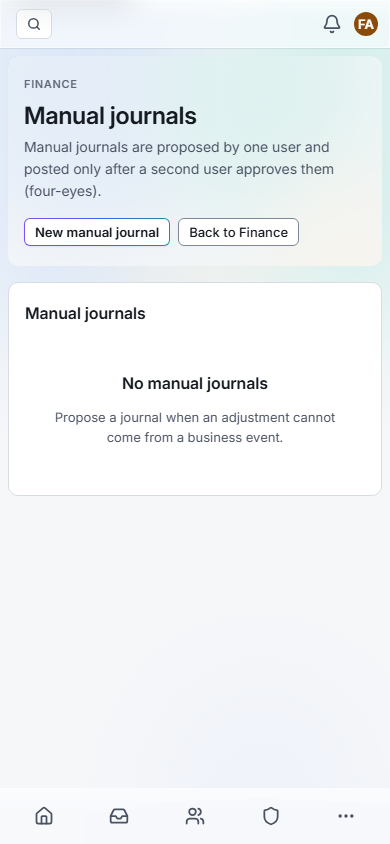 FA
FINANCE
Manual journals
Manual journals are proposed by one user and
posted only after a second user approves them
(four-eyes).
New manual journal
Back to Finance
Manual journals
No manual journals
Propose a journal when an adjustment cannot
come from a business event.